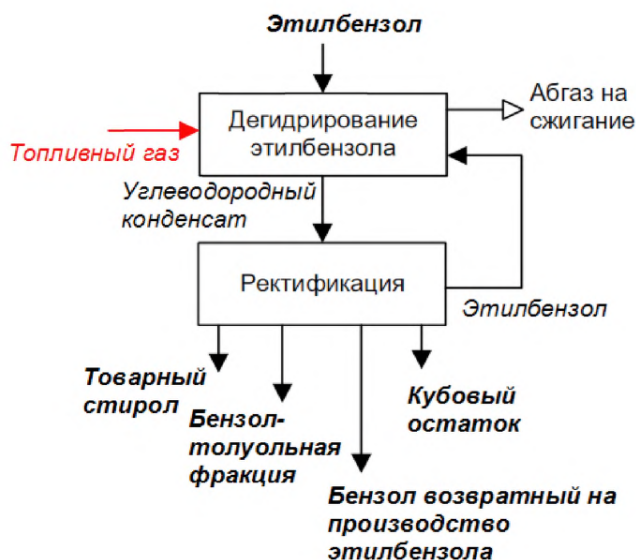 Этилбензол
Абгаз на
сжигание
Дегидрирование
этилбензола
Топливный газ
Углеводородный
конденсат
Ректификация
Этилбензол
Товарный
стирол
Бензол-
толуольная
фракция
Кубовый
остаток
Бензол возвратный на
производство
этилбензола